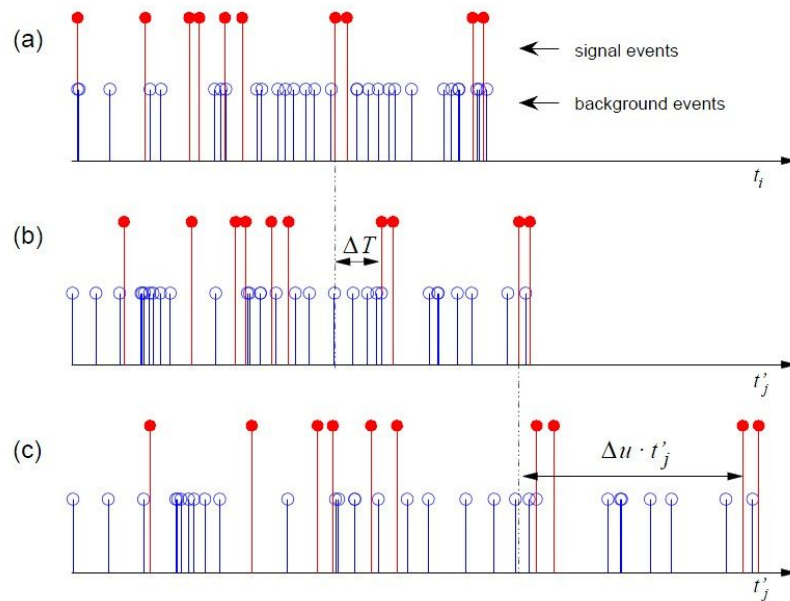 (a)
signal events
background events
t_i
(b)
ΔT
t'_j
(c)
Δu · t'_j
t'_j